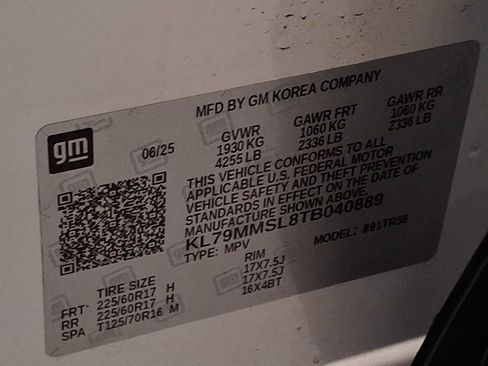 MFD BY GM KOREA COMPANY
gm
06/25
GVWR GAWR FRT GAWR RR
1930 KG 1060 KG 1060 KG
4255 LB 2336 LB 2336 LB
THIS VEHICLE CONFORMS TO ALL
APPLICABLE U.S. FEDERAL MOTOR
VEHICLE SAFETY AND THEFT PREVENTION
STANDARDS IN EFFECT ON THE DATE OF
MANUFACTURE SHOWN ABOVE.
KL79MMSL8TB040889
TYPE: MPV MODEL: 891TR56
TIRE SIZE RIM
FRT 225/60R17 H 17X7.5J
RR 225/60R17 H 17X7.5J
SPA T125/70R16 M 16X4BT